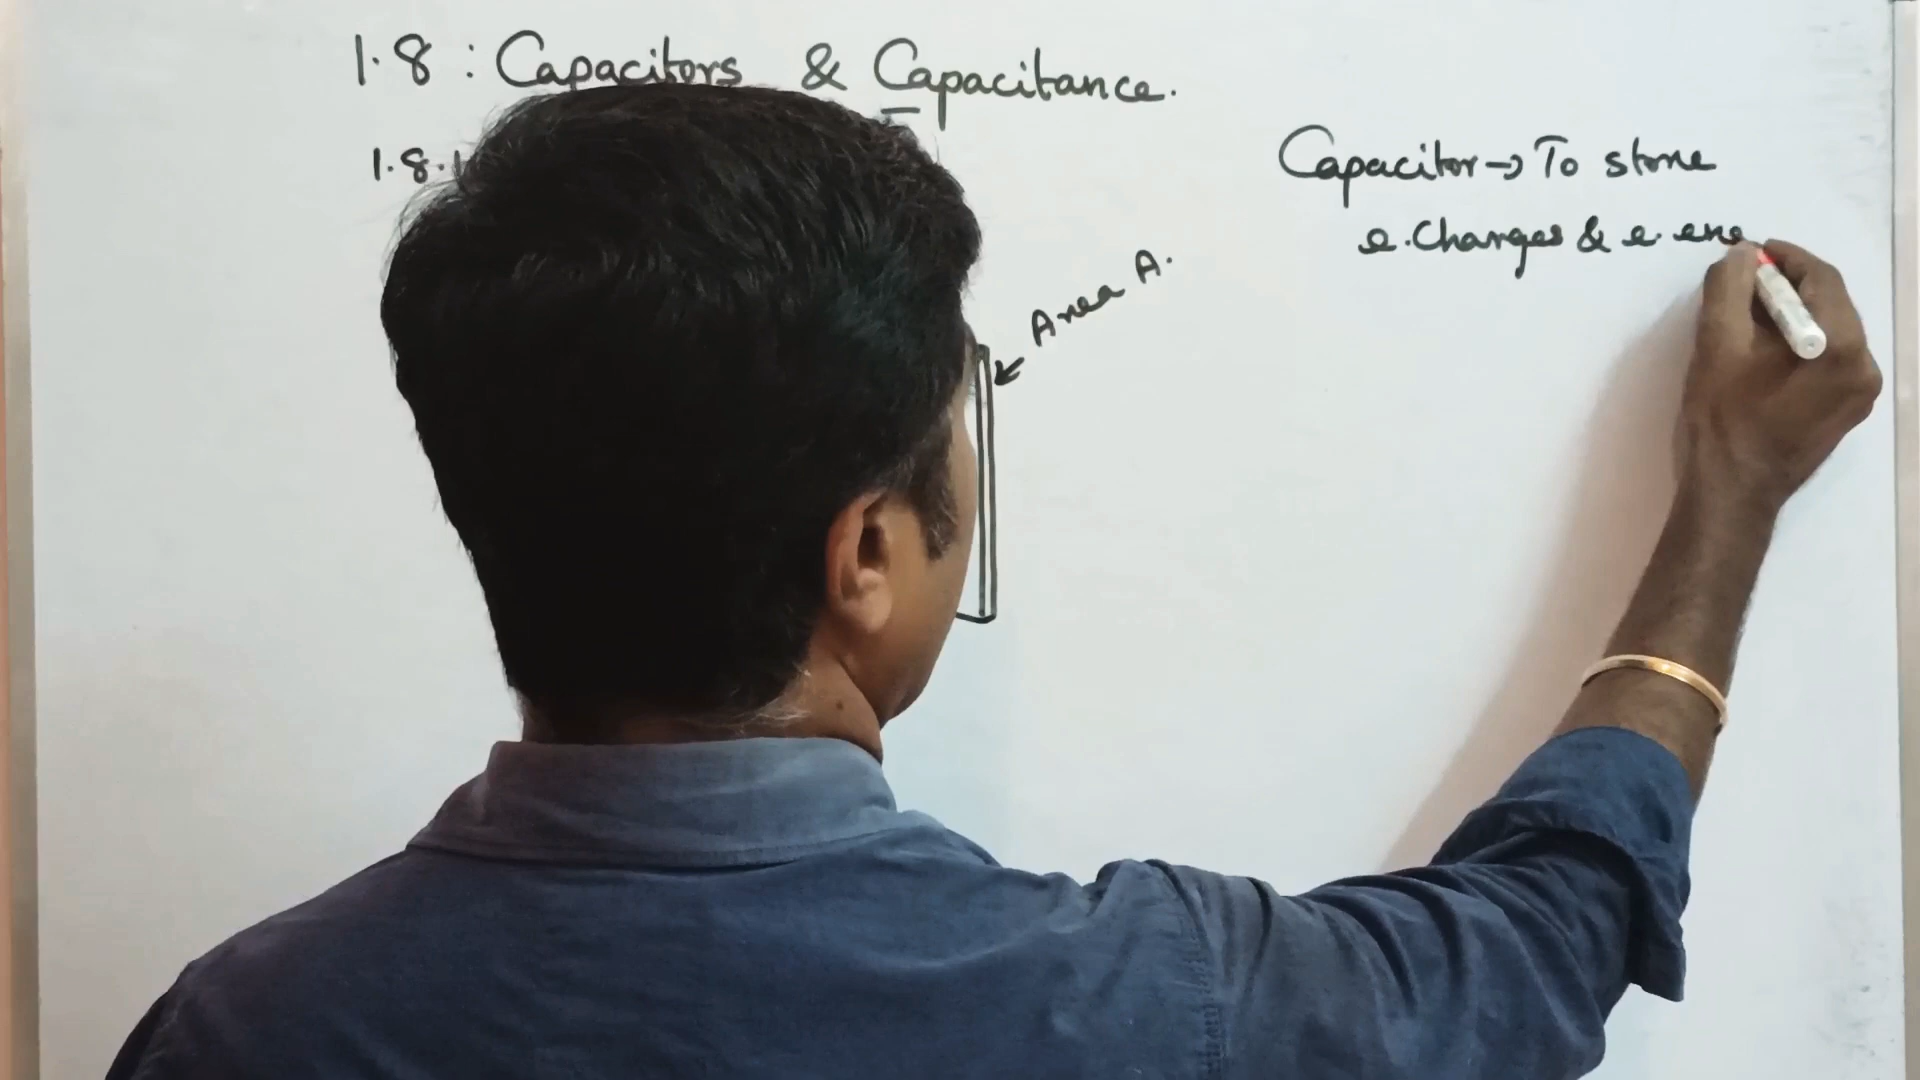 1.8 : Capacitors & Capacitance.
1.8.1
Capacitor → To store
e. Charges & e. ene
Area A.